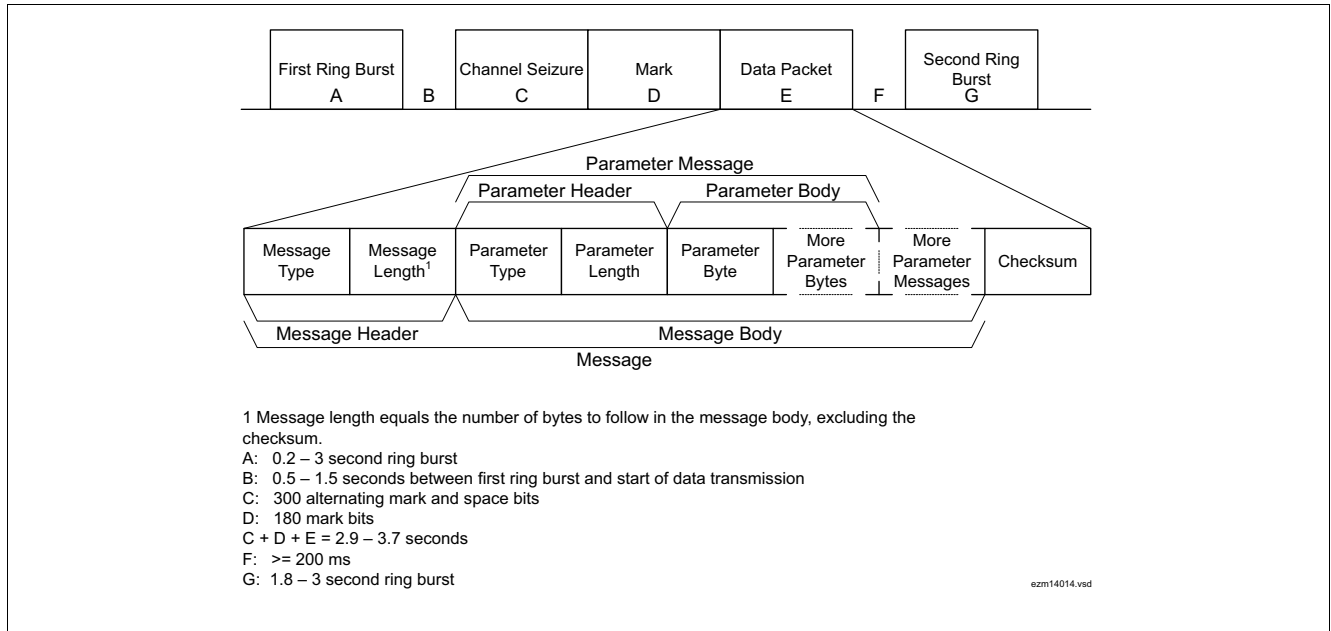 First Ring Burst
A
B
Channel Seizure
C
Mark
D
Data Packet
E
F
Second Ring
Burst
G
Parameter Message
Parameter Header
Parameter Body
Message
Type
Message
Length1
Parameter
Type
Parameter
Length
Parameter
Byte
More
Parameter
Bytes
More
Parameter
Messages
Checksum
Message Header
Message Body
Message
1 Message length equals the number of bytes to follow in the message body, excluding the
checksum.
A: 0.2 – 3 second ring burst
B: 0.5 – 1.5 seconds between first ring burst and start of data transmission
C: 300 alternating mark and space bits
D: 180 mark bits
C + D + E = 2.9 – 3.7 seconds
F: >= 200 ms
G: 1.8 – 3 second ring burst
ezm14014.vsd